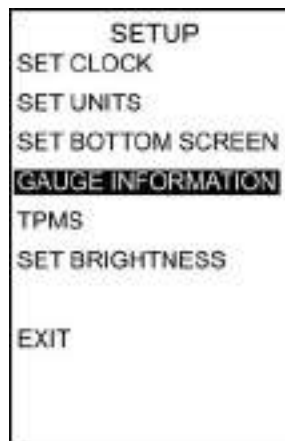 SETUP
SET CLOCK
SET UNITS
SET BOTTOM SCREEN
GAUGE INFORMATION
TPMS
SET BRIGHTNESS
EXIT